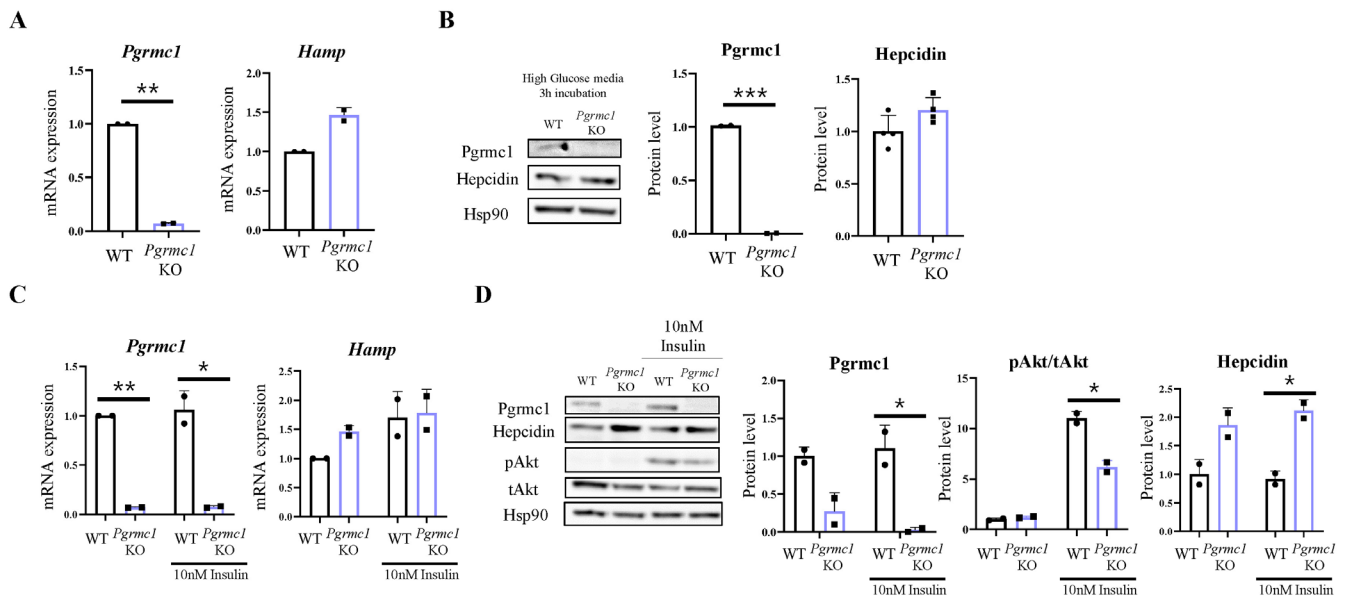 A
Pgrmc1
mRNA expression
1.5
1.0
0.5
0.0
**
WT
Pgrmc1
KO
Hamp
mRNA expression
2.0
1.5
1.0
0.5
0.0
WT
Pgrmc1
KO
B
High Glucose media
3h incubation
WT
Pgrmc1
KO
Pgrmc1
Hepcidin
Hsp90
Pgrmc1
Protein level
1.5
1.0
0.5
0.0
***
WT
Pgrmc1
KO
Hepcidin
Protein level
1.5
1.0
0.5
0.0
WT
Pgrmc1
KO
C
Pgrmc1
mRNA expression
1.5
1.0
0.5
0.0
**
*
WT
Pgrmc1
KO
WT
Pgrmc1
KO
10nM Insulin
Hamp
mRNA expression
2.5
2.0
1.5
1.0
0.5
0.0
WT
Pgrmc1
KO
WT
Pgrmc1
KO
10nM Insulin
D
10nM
Insulin
WT
Pgrmc1
KO
WT
Pgrmc1
KO
Pgrmc1
Hepcidin
pAkt
tAkt
Hsp90
Pgrmc1
Protein level
2.0
1.5
1.0
0.5
0.0
*
WT
Pgrmc1
KO
WT
Pgrmc1
KO
10nM Insulin
pAkt/tAkt
Protein level
15
10
5
0
*
WT
Pgrmc1
KO
WT
Pgrmc1
KO
10nM Insulin
Hepcidin
Protein level
2.5
2.0
1.5
1.0
0.5
0.0
*
WT
Pgrmc1
KO
WT
Pgrmc1
KO
10nM Insulin